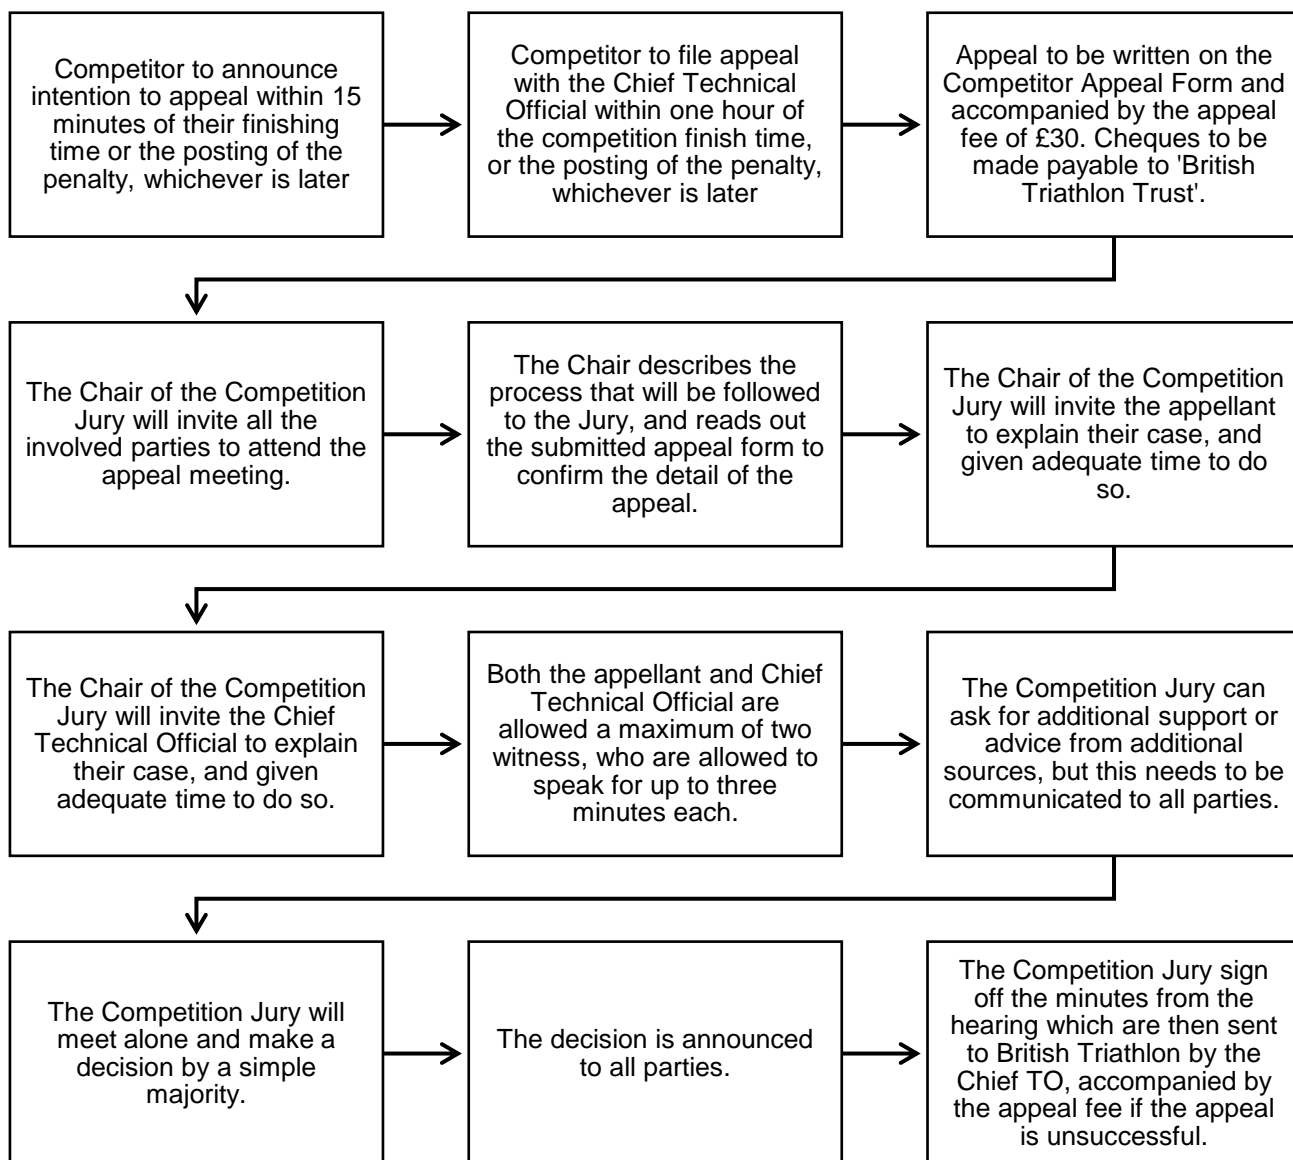 Competitor to announce
intention to appeal within 15
minutes of their finishing
time or the posting of the
penalty, whichever is later
Competitor to file appeal
with the Chief Technical
Official within one hour of
the competition finish time,
or the posting of the penalty,
whichever is later
Appeal to be written on the
Competitor Appeal Form and
accompanied by the appeal
fee of £30. Cheques to be
made payable to 'British
Triathlon Trust'.
The Chair of the Competition
Jury will invite all the
involved parties to attend the
appeal meeting.
The Chair describes the
process that will be followed
to the Jury, and reads out
the submitted appeal form to
confirm the detail of the
appeal.
The Chair of the Competition
Jury will invite the appellant
to explain their case, and
given adequate time to do
so.
The Chair of the Competition
Jury will invite the Chief
Technical Official to explain
their case, and given
adequate time to do so.
Both the appellant and Chief
Technical Official are
allowed a maximum of two
witness, who are allowed to
speak for up to three
minutes each.
The Competition Jury can
ask for additional support or
advice from additional
sources, but this needs to be
communicated to all parties.
The Competition Jury will
meet alone and make a
decision by a simple
majority.
The decision is announced
to all parties.
The Competition Jury sign
off the minutes from the
hearing which are then sent
to British Triathlon by the
Chief TO, accompanied by
the appeal fee if the appeal
is unsuccessful.